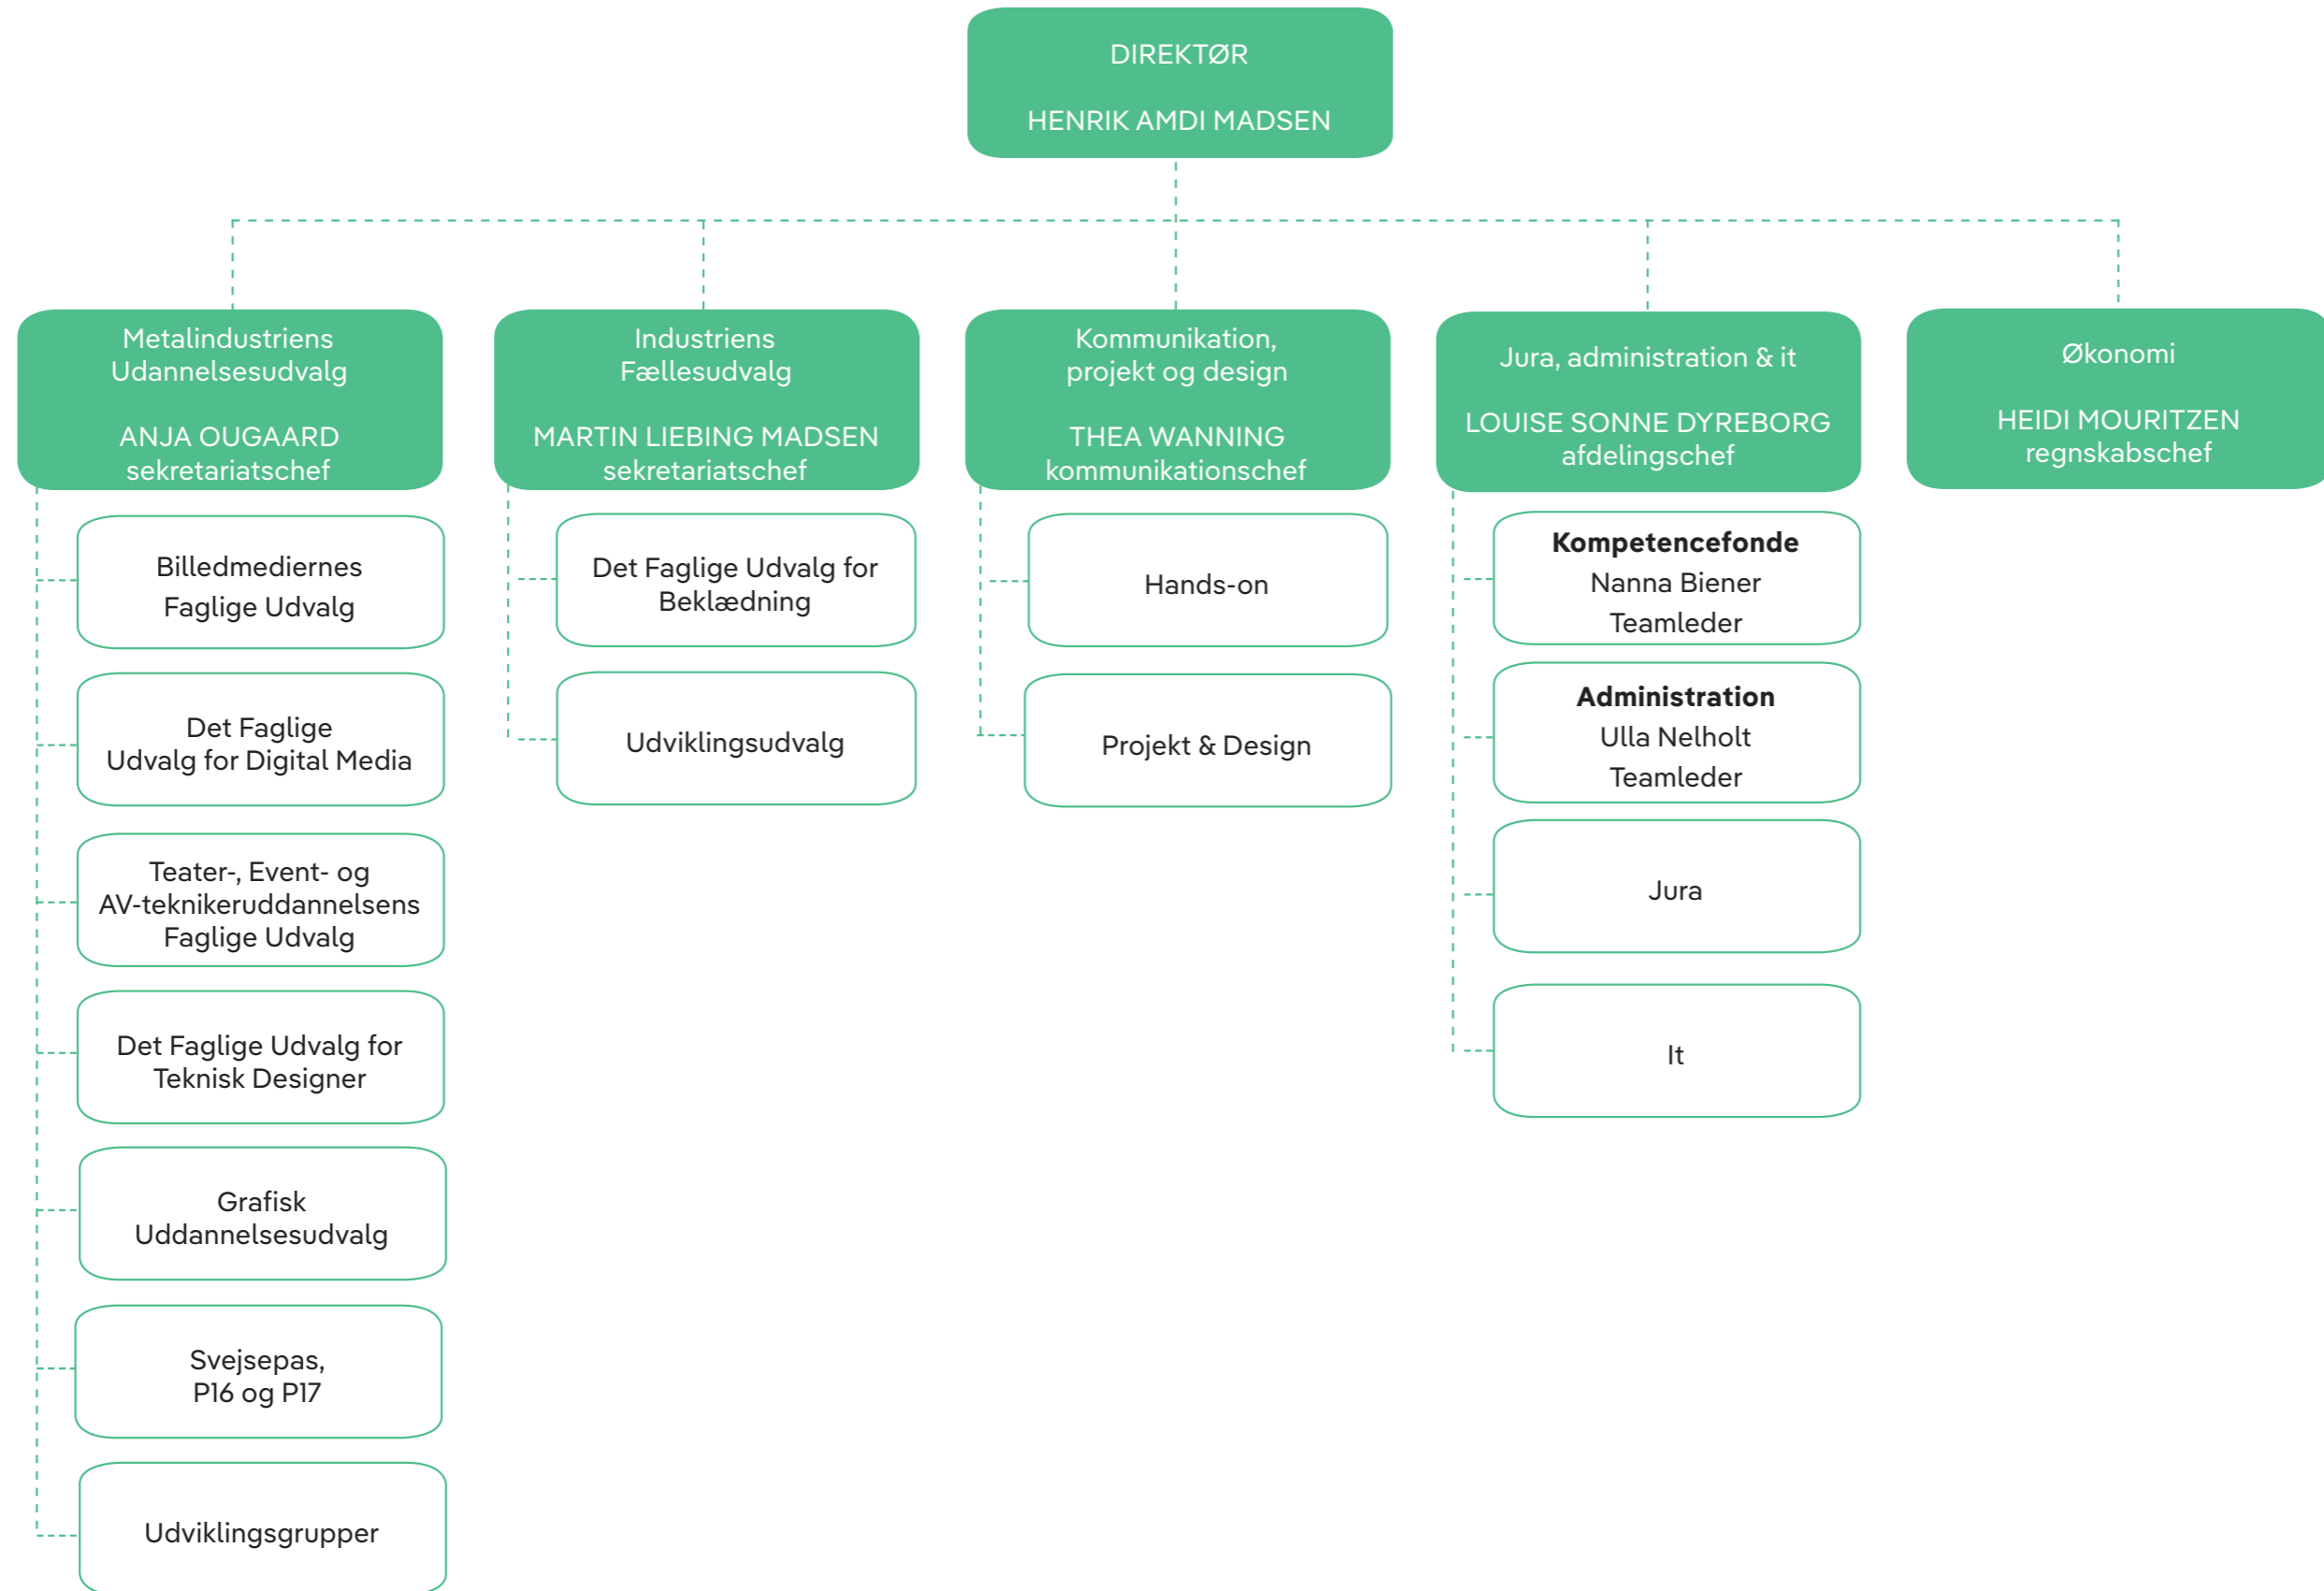 DIREKTØR
HENRIK AMDI MADSEN
Metalindustriens
Udannelsesudvalg
ANJA OUGAARD
sekretariatschef
Billedmediernes
Faglige Udvalg
Det Faglige
Udvalg for Digital Media
Teater-, Event- og
AV-teknikeruddannelsens
Faglige Udvalg
Det Faglige Udvalg for
Teknisk Designer
Grafisk
Uddannelsesudvalg
Svejsepas,
P16 og P17
Udviklingsgrupper
Industriens
Fællesudvalg
MARTIN LIEBING MADSEN
sekretariatschef
Det Faglige Udvalg for
Beklædning
Udviklingsudvalg
Kommunikation,
projekt og design
THEA WANNING
kommunikationschef
Hands-on
Projekt & Design
Jura, administration & it
LOUISE SONNE DYREBORG
afdelingschef
Kompetencefonde
Nanna Biener
Teamleder
Administration
Ulla Nelholt
Teamleder
Jura
It
Økonomi
HEIDI MOURITZEN
regnskabschef